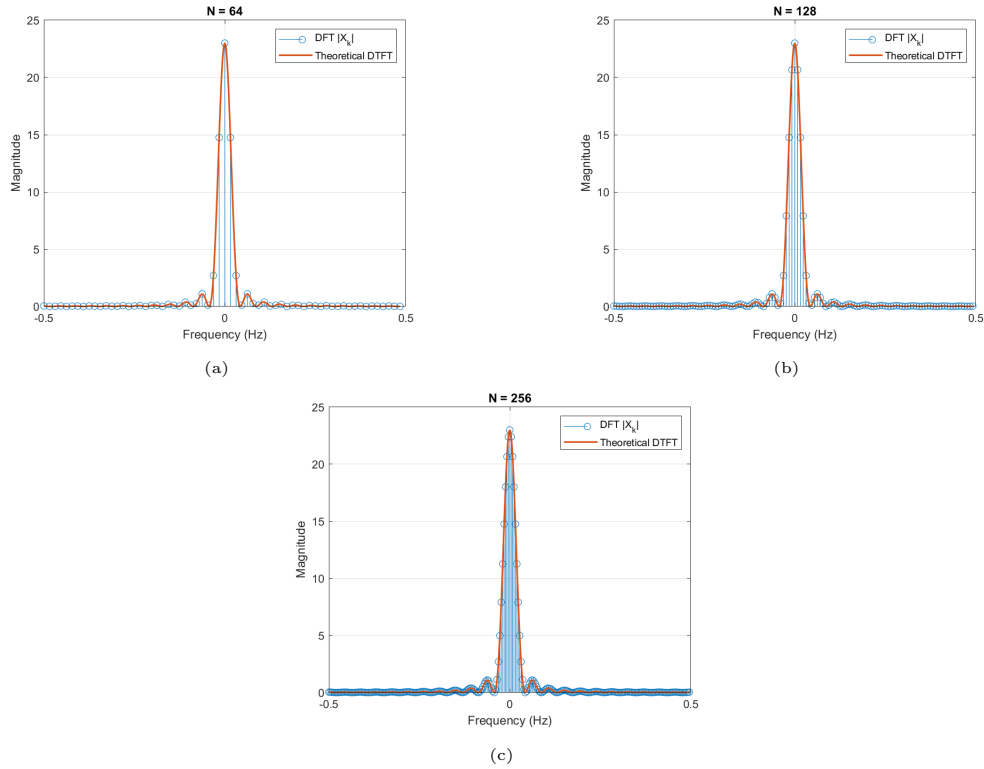 N = 64
25
20
15
10
5
0
Magnitude
-0.5 0 0.5
Frequency (Hz)
DFT |X_k|
Theoretical DTFT
(a)
N = 128
25
20
15
10
5
0
Magnitude
-0.5 0 0.5
Frequency (Hz)
DFT |X_k|
Theoretical DTFT
(b)
N = 256
25
20
15
10
5
0
Magnitude
-0.5 0 0.5
Frequency (Hz)
DFT |X_k|
Theoretical DTFT
(c)